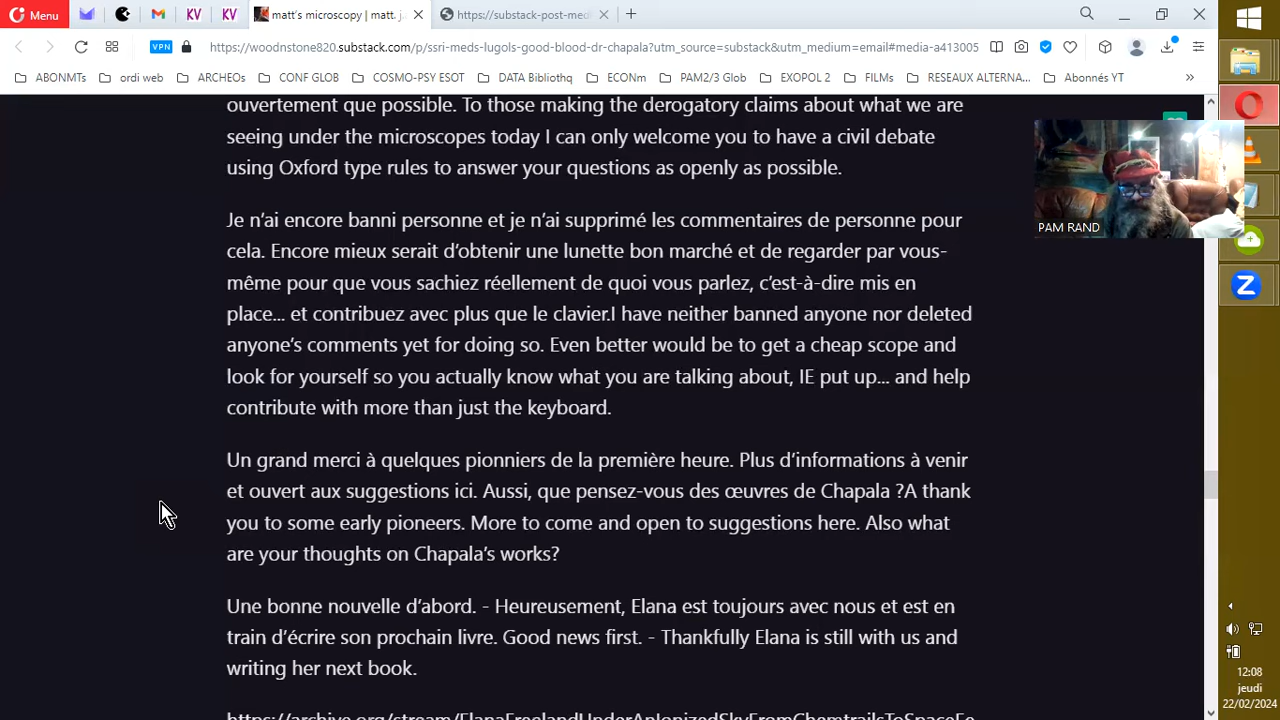 Menu
KV
KV
matt's microscopy | matt. j
https://substack-post-med
VPN
https://woodnstone820.substack.com/p/ssri-meds-lugols-good-blood-dr-chapala?utm_source=substack&utm_medium=email#media-a413005
ABONMTs
ordi web
ARCHEOs
CONF GLOB
COSMO-PSY ESOT
DATA Bibliothq
ECONm
PAM2/3 Glob
EXOPOL 2
FILMs
RESEAUX ALTERNA...
Abonnés YT
»
ouvertement que possible. To those making the derogatory claims about what we are
seeing under the microscopes today I can only welcome you to have a civil debate
using Oxford type rules to answer your questions as openly as possible.
PAM RAND
Je n'ai encore banni personne et je n'ai supprimé les commentaires de personne pour
cela. Encore mieux serait d'obtenir une lunette bon marché et de regarder par vous-
même pour que vous sachiez réellement de quoi vous parlez, c'est-à-dire mis en
place... et contribuez avec plus que le clavier.I have neither banned anyone nor deleted
anyone's comments yet for doing so. Even better would be to get a cheap scope and
look for yourself so you actually know what you are talking about, IE put up... and help
contribute with more than just the keyboard.
Un grand merci à quelques pionniers de la première heure. Plus d'informations à venir
et ouvert aux suggestions ici. Aussi, que pensez-vous des œuvres de Chapala ?A thank
you to some early pioneers. More to come and open to suggestions here. Also what
are your thoughts on Chapala's works?
Une bonne nouvelle d'abord. - Heureusement, Elana est toujours avec nous et est en
train d'écrire son prochain livre. Good news first. - Thankfully Elana is still with us and
writing her next book.
https://archive.org/stream/ElanaFreelandUnderAnIonizedSkyFromChemtrailsToSpaceFe
12:08
jeudi
22/02/2024